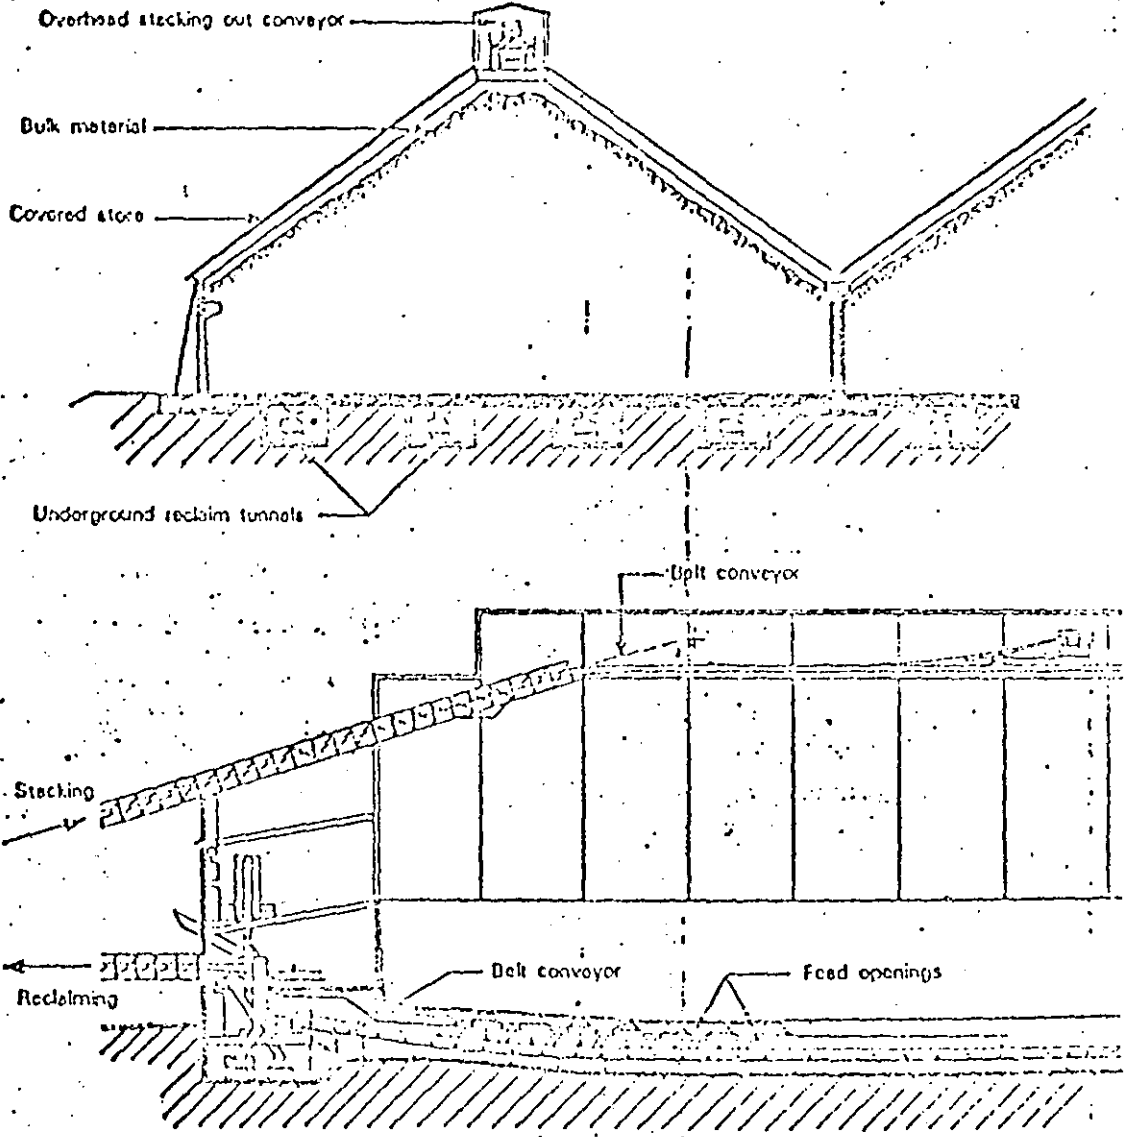 Overhead stacking out conveyor
Bulk material
Covered store
Underground reclaim tunnels
Belt conveyor
Stacking
Belt conveyor
Feed openings
Reclaiming